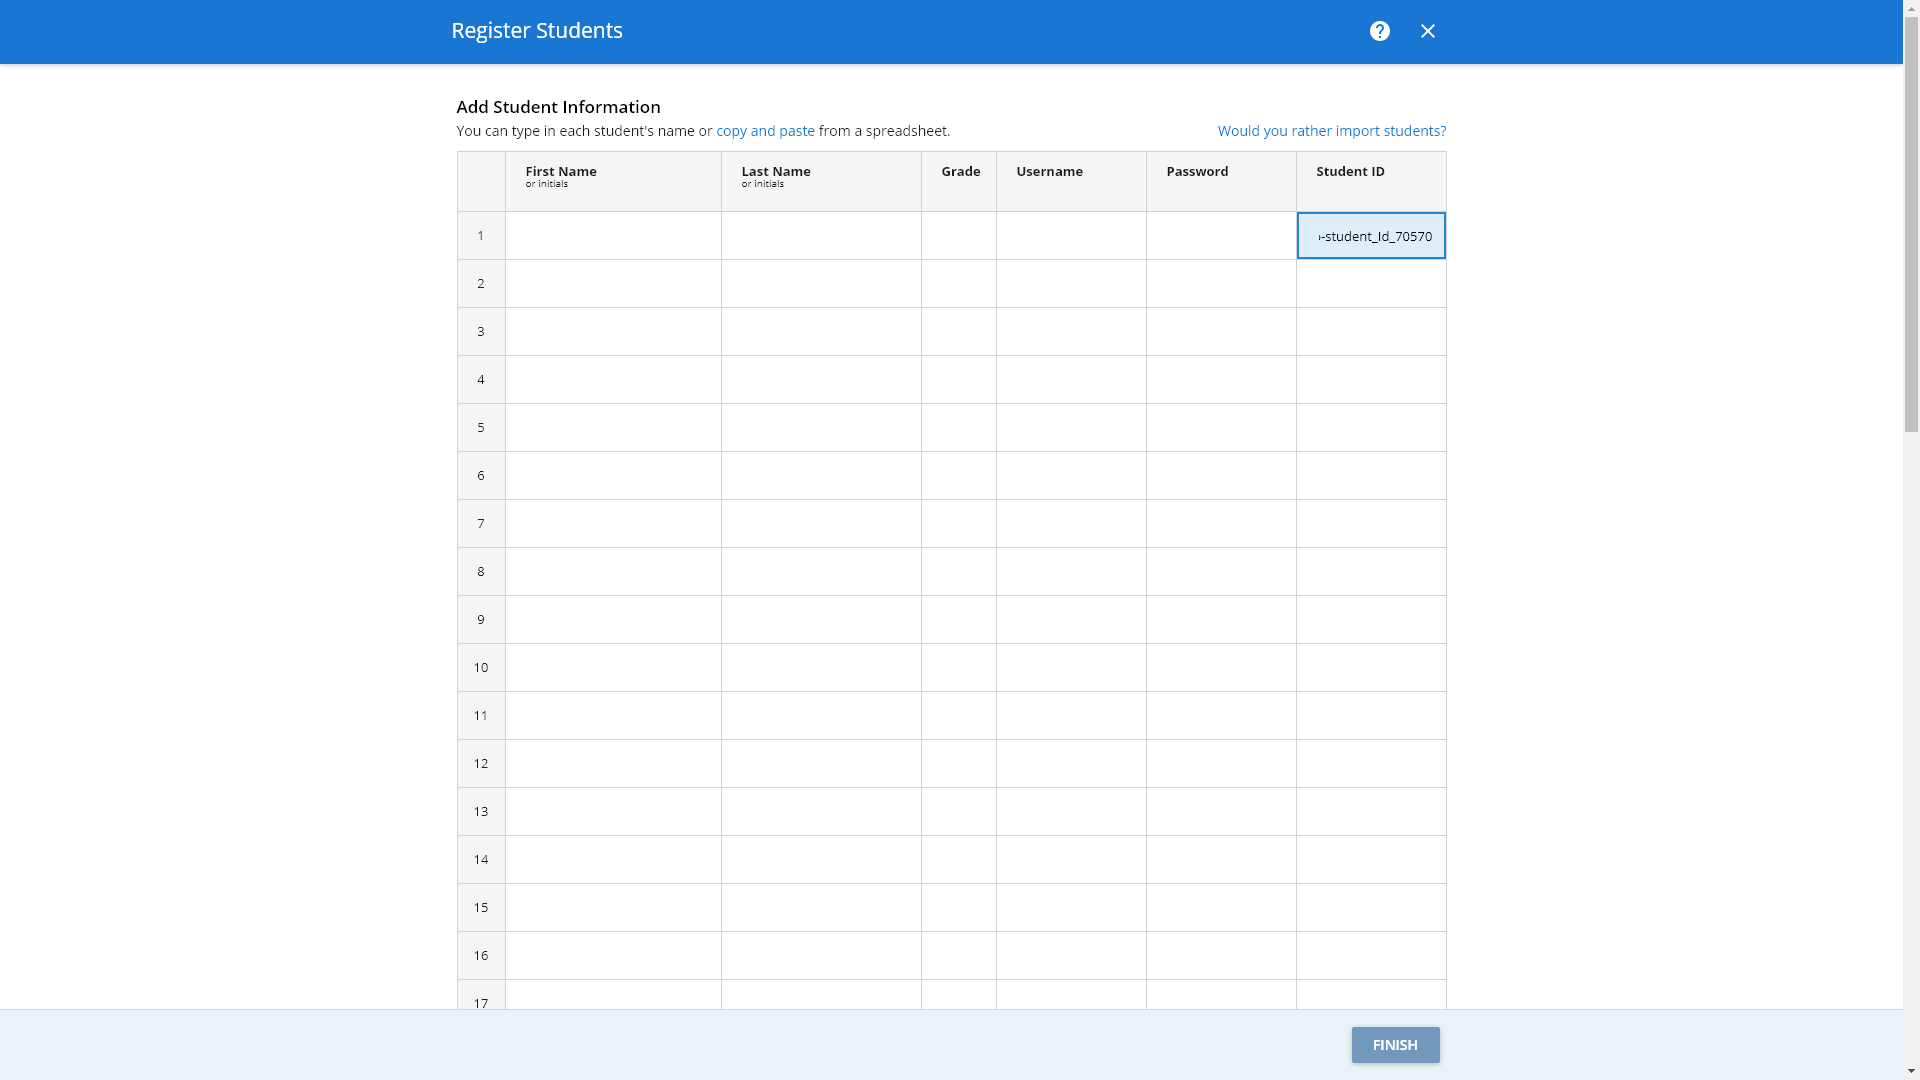 Register Students
Add Student Information
You can type in each student's name or copy and paste from a spreadsheet.
Would you rather import students?
First Name
or initials
Last Name
or initials
Grade
Username
Password
Student ID
1
-student_Id_70570
2
3
4
5
6
7
8
9
10
11
12
13
14
15
16
17
FINISH